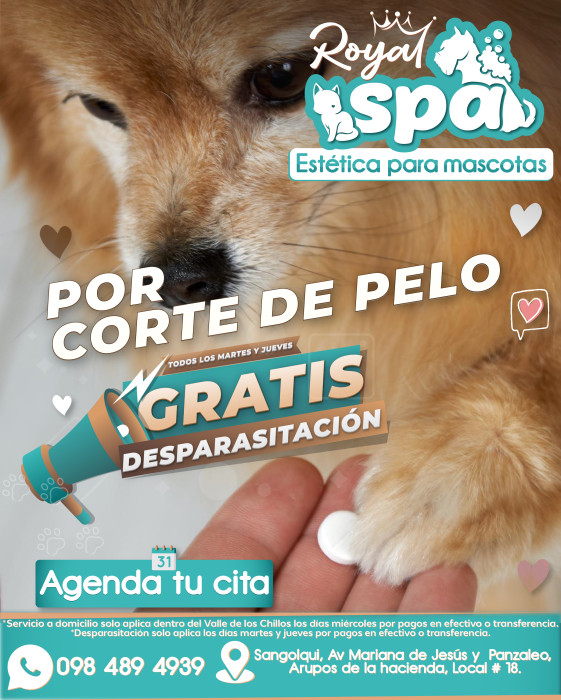 Royal
spa
Estética para mascotas
POR
CORTE DE PELO
TODOS LOS MARTES Y JUEVES
GRATIS
DESPARASITACIÓN
31
Agenda tu cita
*Servicio a domicilio solo aplica dentro del Valle de los Chillos los días miércoles por pagos en efectivo o transferencia.
*Desparasitación solo aplica los días martes y jueves por pagos en efectivo o transferencia.
098 489 4939
Sangolqui, Av Mariana de Jesús y Panzaleo,
Arupos de la hacienda, Local # 18.